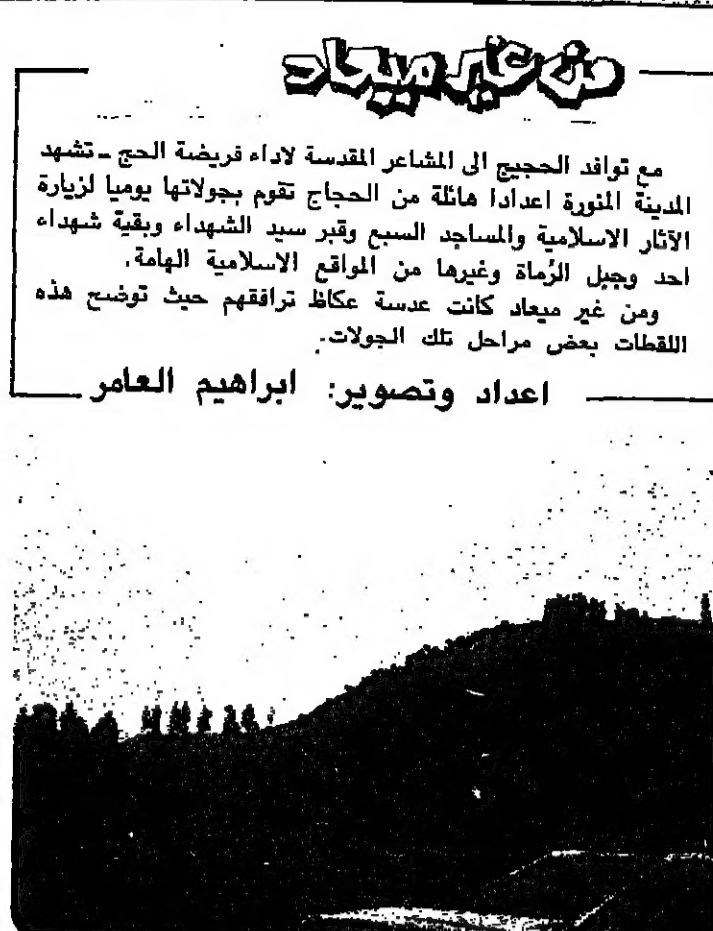 من غير ميعاد
مع توافد الحجيج الى المشاعر المقدسة لاداء فريضة الحج ـ تشهد
المدينة المنورة اعدادا هائلة من الحجاج تقوم بجولاتها يوميا لزيارة
الآثار الاسلامية والمساجد السبع وقبر سيد الشهداء وبقية شهداء
احد وجبل الرُماة وغيرها من المواقع الاسلامية الهامة.
ومن غير ميعاد كانت عدسة عكاظ ترافقهم حيث توضح هذه
اللقطات بعض مراحل تلك الجولات.
اعداد وتصوير: ابراهيم العامر